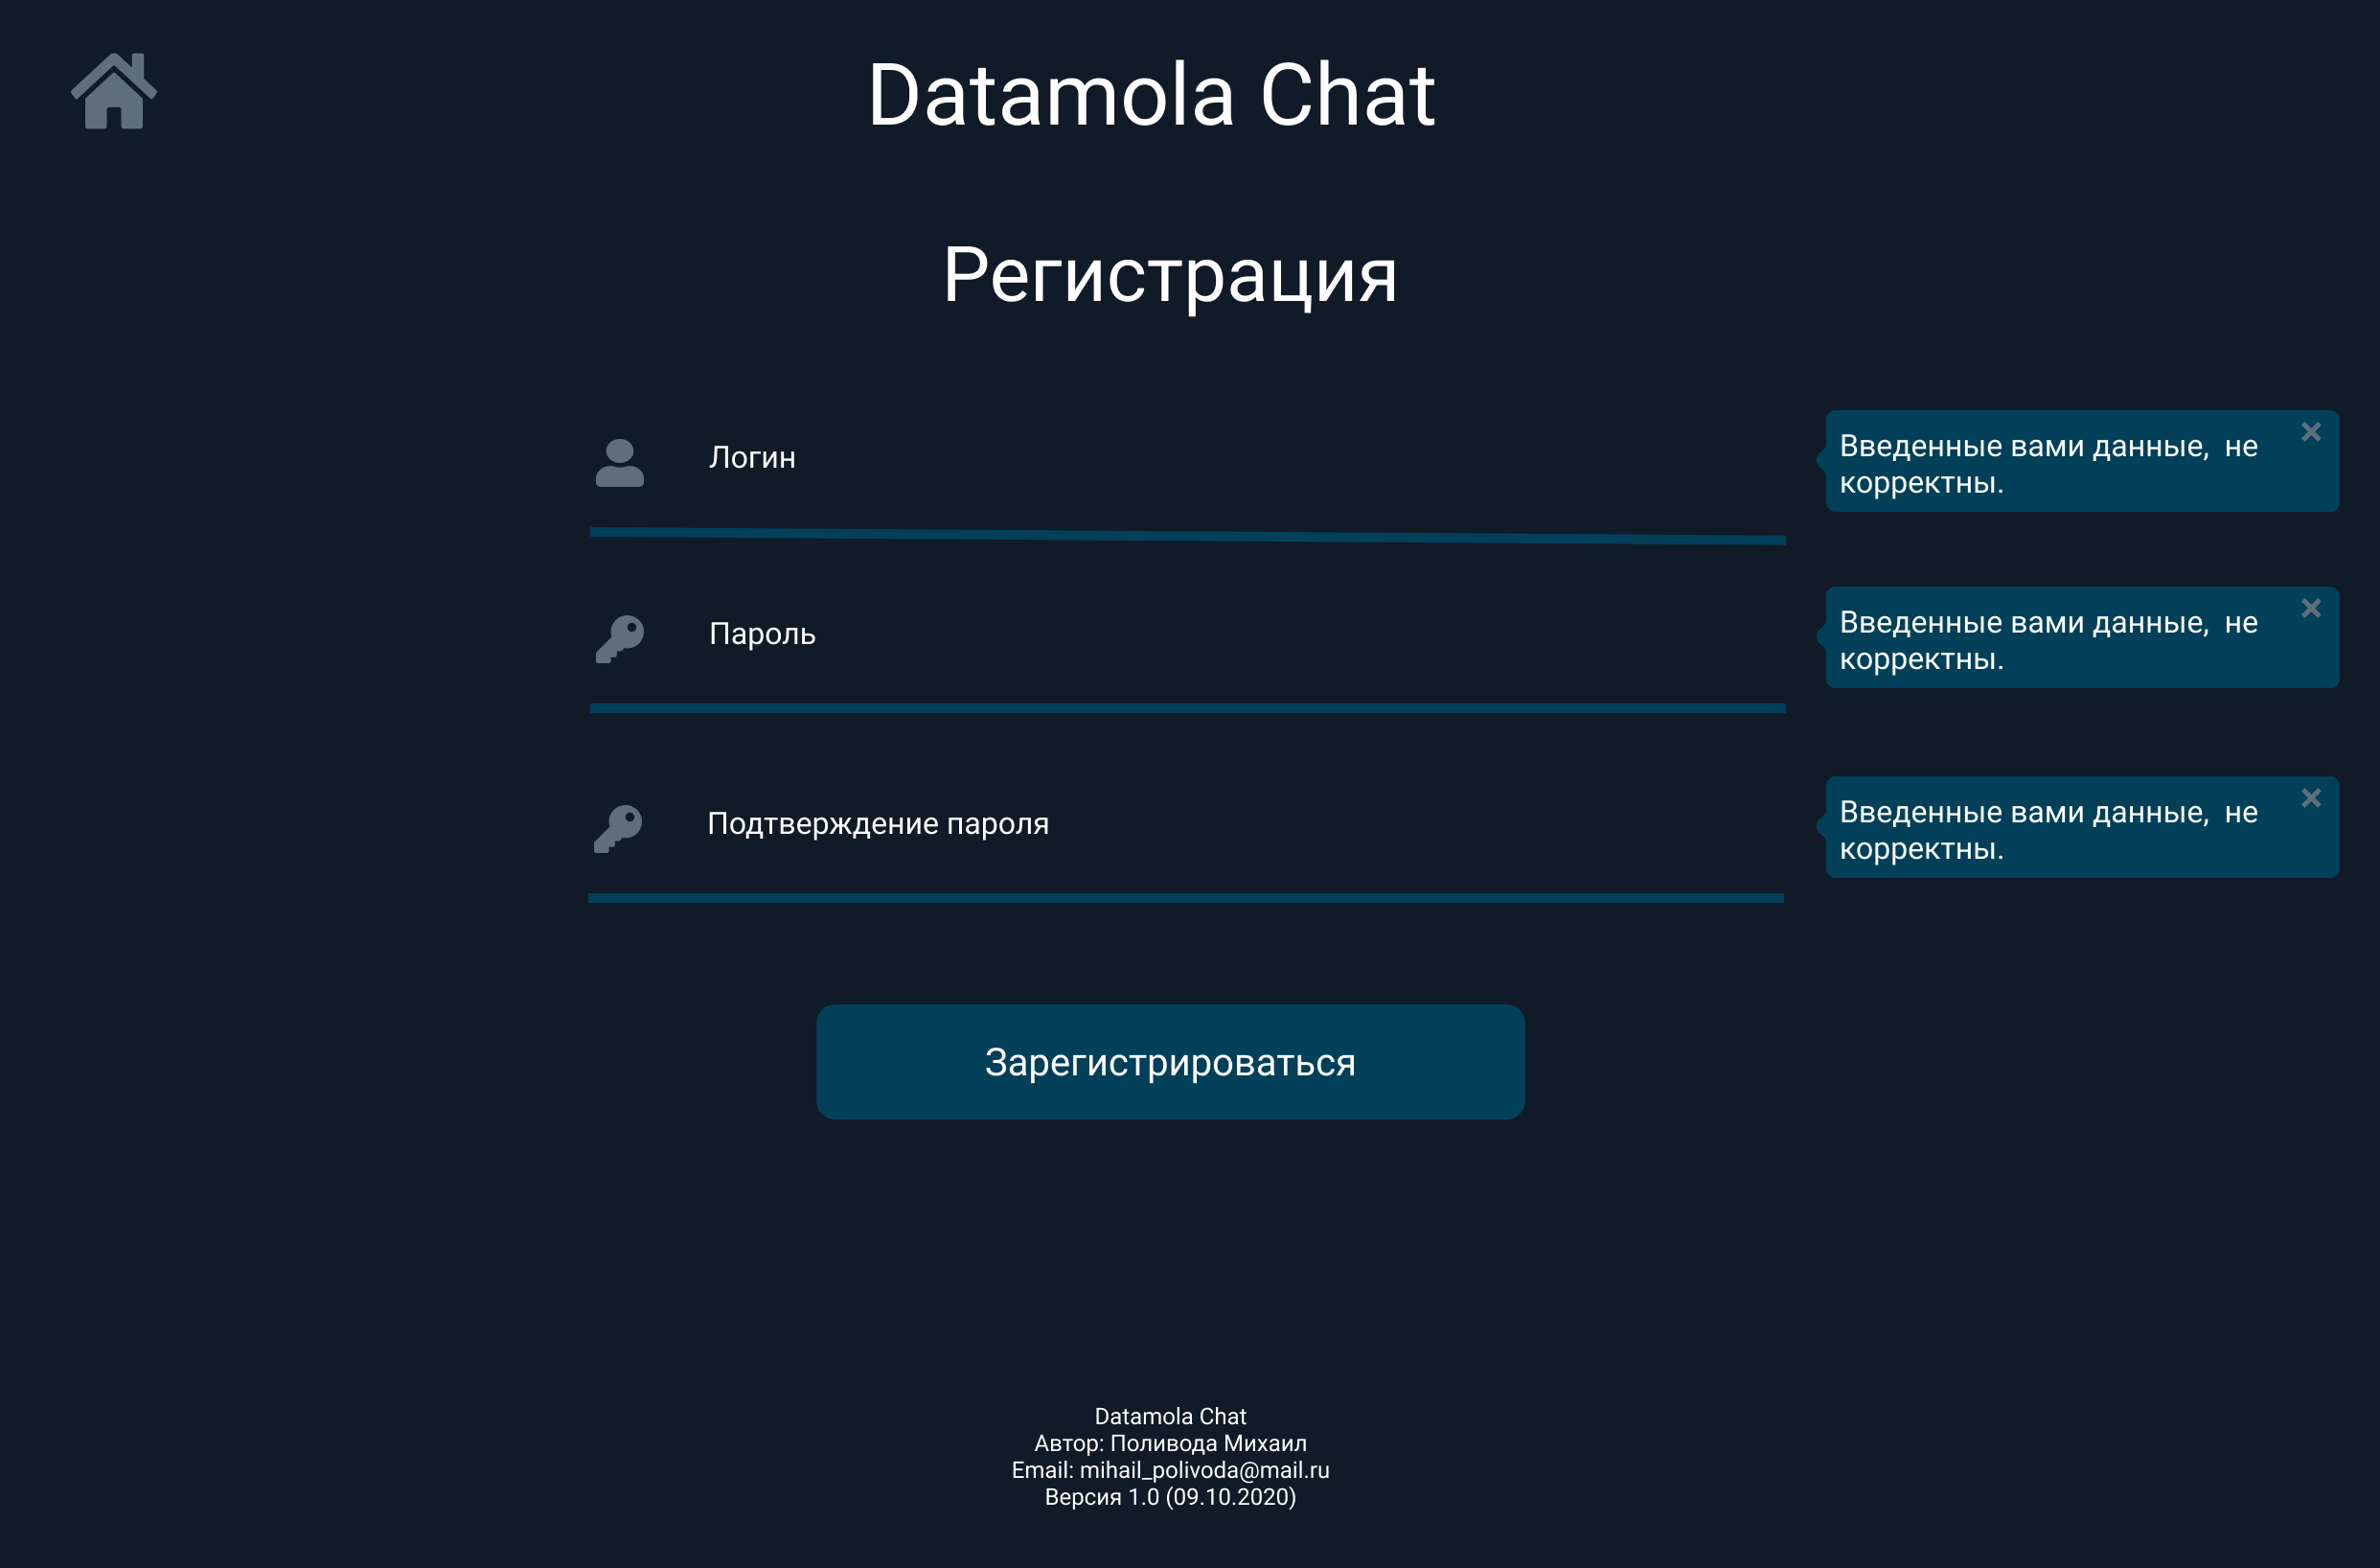 Datamola Chat
Регистрация
Логин
Введенные вами данные,  не
корректны.
Пароль
Введенные вами данные,  не
корректны.
Подтверждение пароля
Введенные вами данные,  не
корректны.
Зарегистрироваться
Datamola Chat
Автор: Поливода Михаил
Email: mihail_polivoda@mail.ru
Версия 1.0 (09.10.2020)